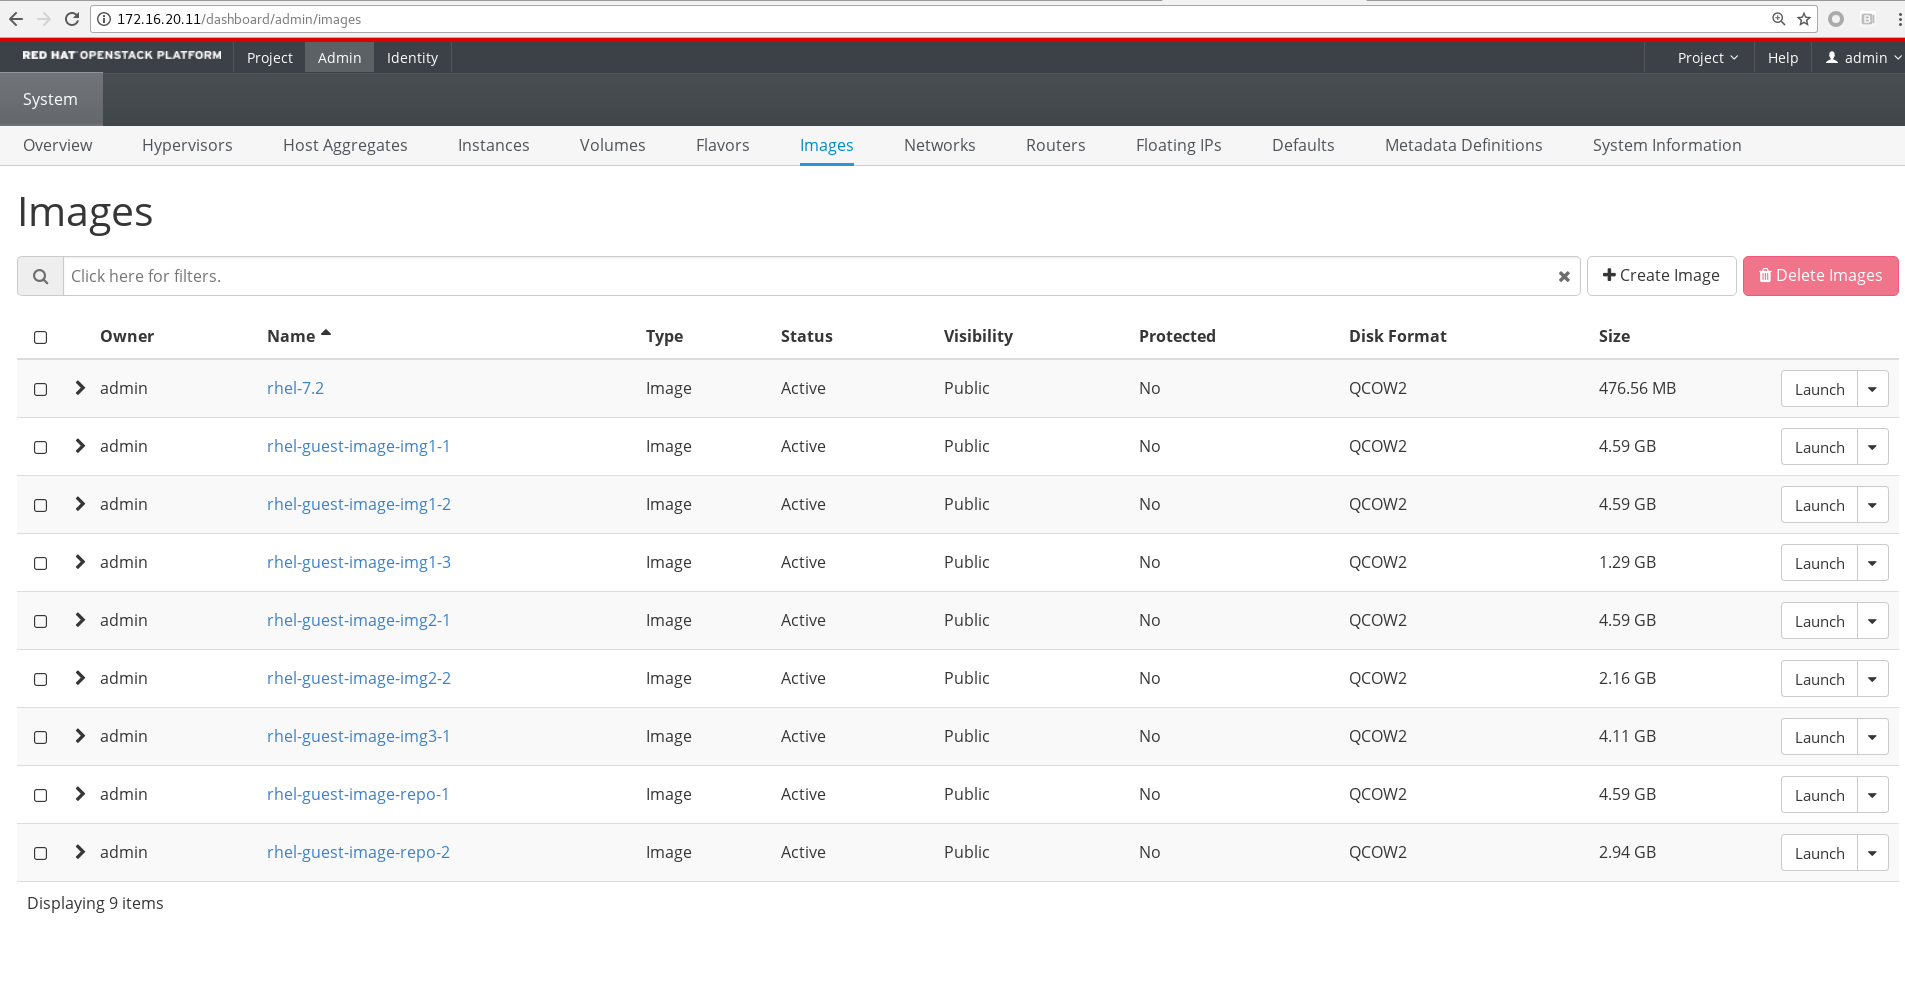 172.16.20.11/dashboard/admin/images
RED HAT OPENSTACK PLATFORM Project Admin Identity Project Help admin
System
Overview Hypervisors Host Aggregates Instances Volumes Flavors Images Networks Routers Floating IPs Defaults Metadata Definitions System Information
Images
Click here for filters. Create Image Delete Images
Owner Name Type Status Visibility Protected Disk Format Size
admin rhel-7.2 Image Active Public No QCOW2 476.56 MB Launch
admin rhel-guest-image-img1-1 Image Active Public No QCOW2 4.59 GB Launch
admin rhel-guest-image-img1-2 Image Active Public No QCOW2 4.59 GB Launch
admin rhel-guest-image-img1-3 Image Active Public No QCOW2 1.29 GB Launch
admin rhel-guest-image-img2-1 Image Active Public No QCOW2 4.59 GB Launch
admin rhel-guest-image-img2-2 Image Active Public No QCOW2 2.16 GB Launch
admin rhel-guest-image-img3-1 Image Active Public No QCOW2 4.11 GB Launch
admin rhel-guest-image-repo-1 Image Active Public No QCOW2 4.59 GB Launch
admin rhel-guest-image-repo-2 Image Active Public No QCOW2 2.94 GB Launch
Displaying 9 items